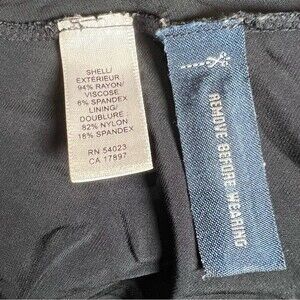 SHELL/
EXTÉRIEUR:
94% RAYON/
VISCOSE
6% SPANDEX
LINING/
DOUBLURE:
82% NYLON
18% SPANDEX
RN 54023
CA 17897
REMOVE BEFORE WEARING